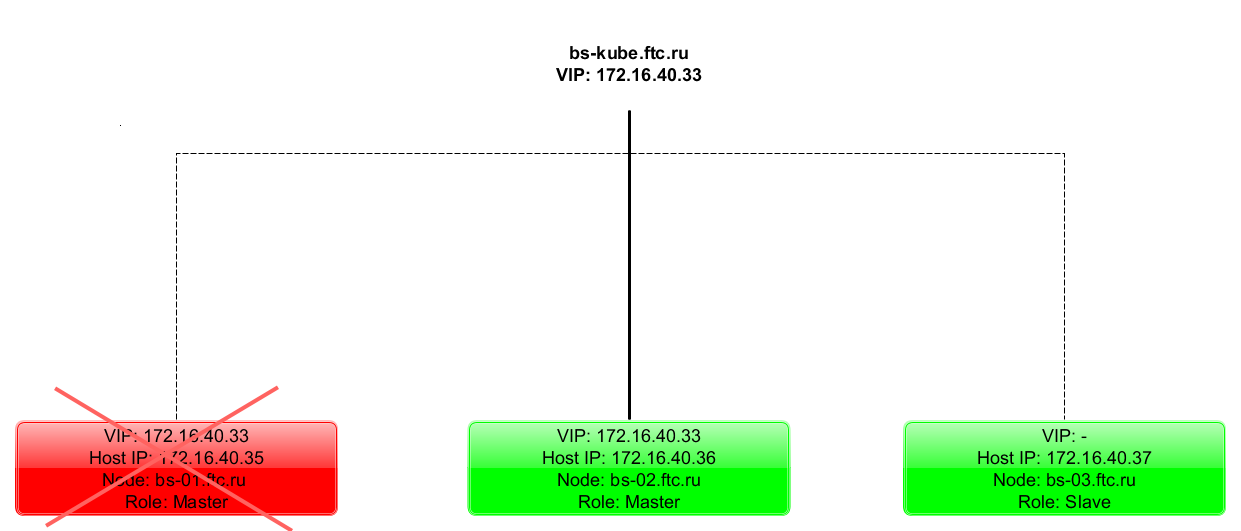 bs-kube.ftc.ru
VIP: 172.16.40.33
VIP: 172.16.40.33
Host IP: 172.16.40.35
Node: bs-01.ftc.ru
Role: Master
VIP: 172.16.40.33
Host IP: 172.16.40.36
Node: bs-02.ftc.ru
Role: Master
VIP: -
Host IP: 172.16.40.37
Node: bs-03.ftc.ru
Role: Slave